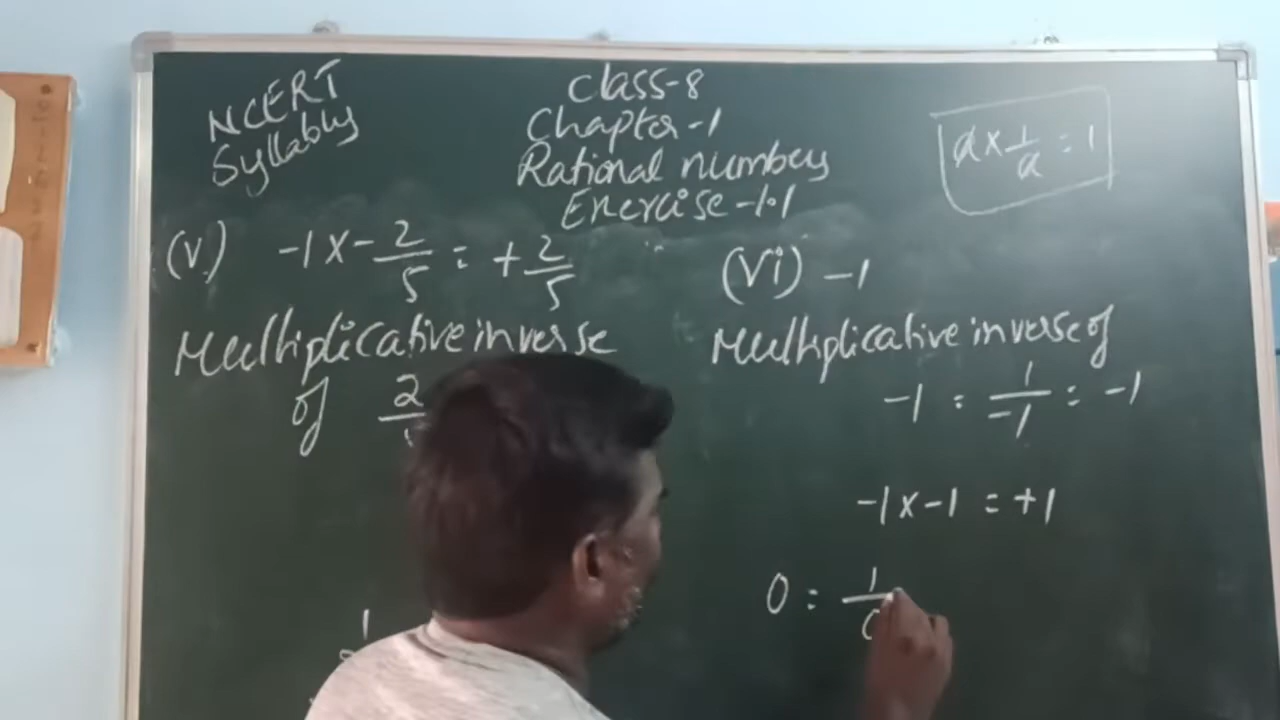 NCERT
Syllabus
Class-8
Chapter-1
Rational numbers
Exercise-1.1
a × 1/a = 1
(V) -1 × -2/5 = +2/5
Multiplicative inverse
of 2
(Vi) -1
Multiplicative inverse of
-1 = 1/-1 = -1
-1 × -1 = +1
0 = 1/0
1